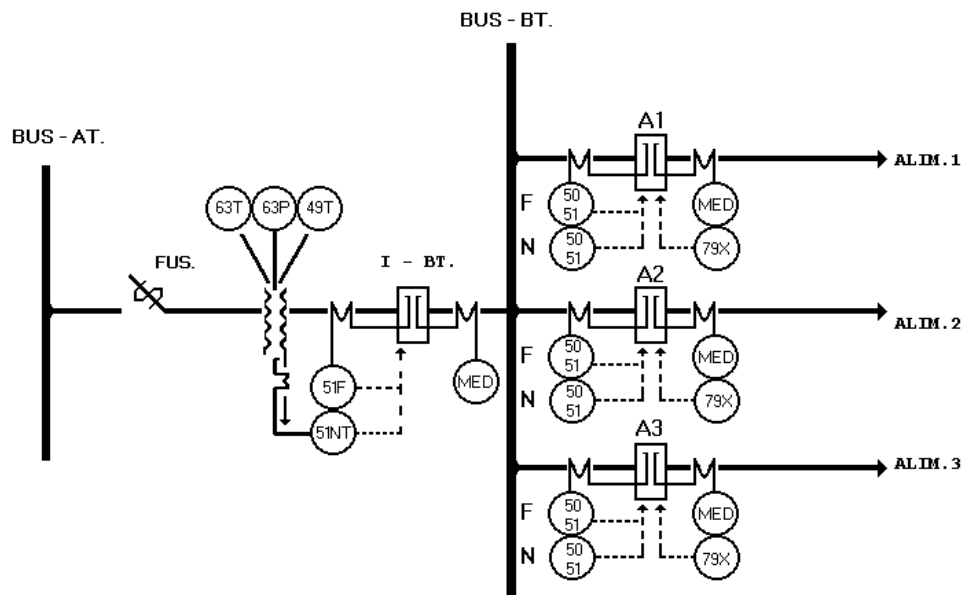 BUS - BT.
BUS - AT.
A1
ALIM.1
F
50
51
MED
N
50
51
79X
63T
63P
49T
FUS.
I - BT.
A2
ALIM.2
F
50
51
MED
N
50
51
79X
51F
MED
51NT
A3
ALIM.3
F
50
51
MED
N
50
51
79X